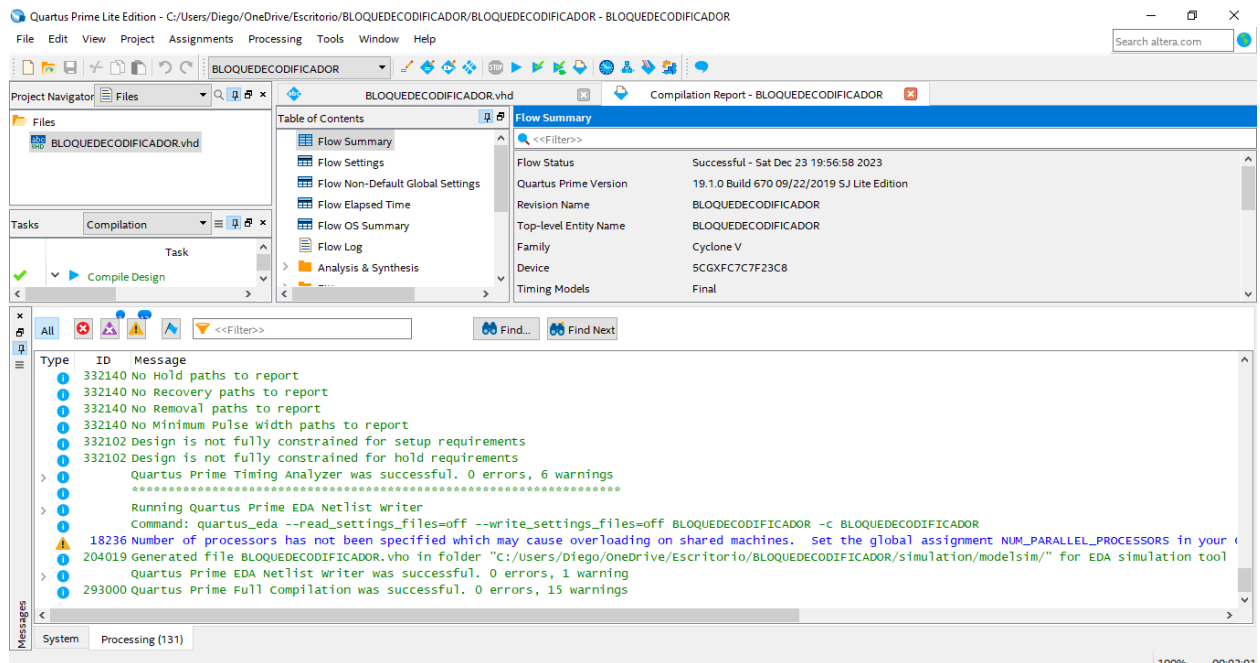 Quartus Prime Lite Edition - C:/Users/Diego/OneDrive/Escritorio/BLOQUEDECODIFICADOR/BLOQUEDECODIFICADOR - BLOQUEDECODIFICADOR
File Edit View Project Assignments Processing Tools Window Help
Search altera.com
BLOQUEDECODIFICADOR
STOP
Project Navigator Files
Files
abc VHD BLOQUEDECODIFICADOR.vhd
Tasks Compilation
Task
Compile Design
abc BLOQUEDECODIFICADOR.vhd
Compilation Report - BLOQUEDECODIFICADOR
Table of Contents
Flow Summary
Flow Settings
Flow Non-Default Global Settings
Flow Elapsed Time
Flow OS Summary
Flow Log
Analysis & Synthesis
Flow Summary
<<Filter>>
Flow Status Successful - Sat Dec 23 19:56:58 2023
Quartus Prime Version 19.1.0 Build 670 09/22/2019 SJ Lite Edition
Revision Name BLOQUEDECODIFICADOR
Top-level Entity Name BLOQUEDECODIFICADOR
Family Cyclone V
Device 5CGXFC7C7F23C8
Timing Models Final
All <<Filter>> Find... Find Next
Type ID Message
332140 No Hold paths to report
332140 No Recovery paths to report
332140 No Removal paths to report
332140 No Minimum Pulse Width paths to report
332102 Design is not fully constrained for setup requirements
332102 Design is not fully constrained for hold requirements
Quartus Prime Timing Analyzer was successful. 0 errors, 6 warnings
*******************************************************************
Running Quartus Prime EDA Netlist Writer
Command: quartus_eda --read_settings_files=off --write_settings_files=off BLOQUEDECODIFICADOR -c BLOQUEDECODIFICADOR
18236 Number of processors has not been specified which may cause overloading on shared machines. Set the global assignment NUM_PARALLEL_PROCESSORS in your
204019 Generated file BLOQUEDECODIFICADOR.vho in folder "C:/Users/Diego/OneDrive/Escritorio/BLOQUEDECODIFICADOR/simulation/modelsim/" for EDA simulation tool
Quartus Prime EDA Netlist Writer was successful. 0 errors, 1 warning
293000 Quartus Prime Full Compilation was successful. 0 errors, 15 warnings
Messages
System Processing (131)
100% 00:03:01